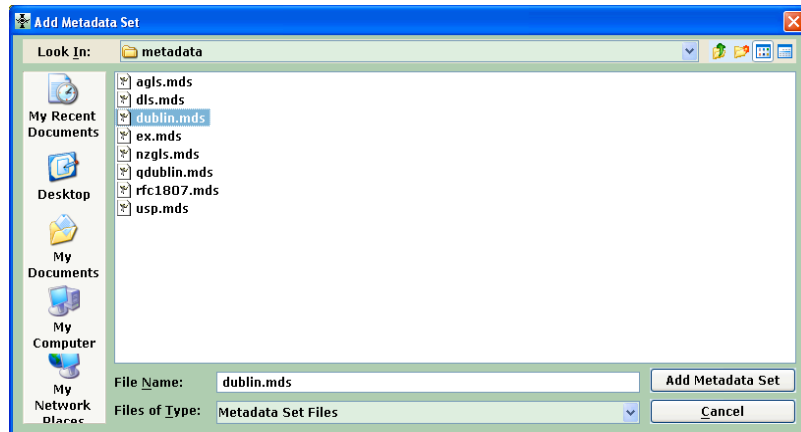 Add Metadata Set
Look In:
metadata
My Recent
Documents
Desktop
My
Documents
My
Computer
My
Network
Places
agls.mds
dls.mds
dublin.mds
ex.mds
nzgls.mds
qdublin.mds
rfc1807.mds
usp.mds
File Name:
dublin.mds
Add Metadata Set
Files of Type:
Metadata Set Files
Cancel